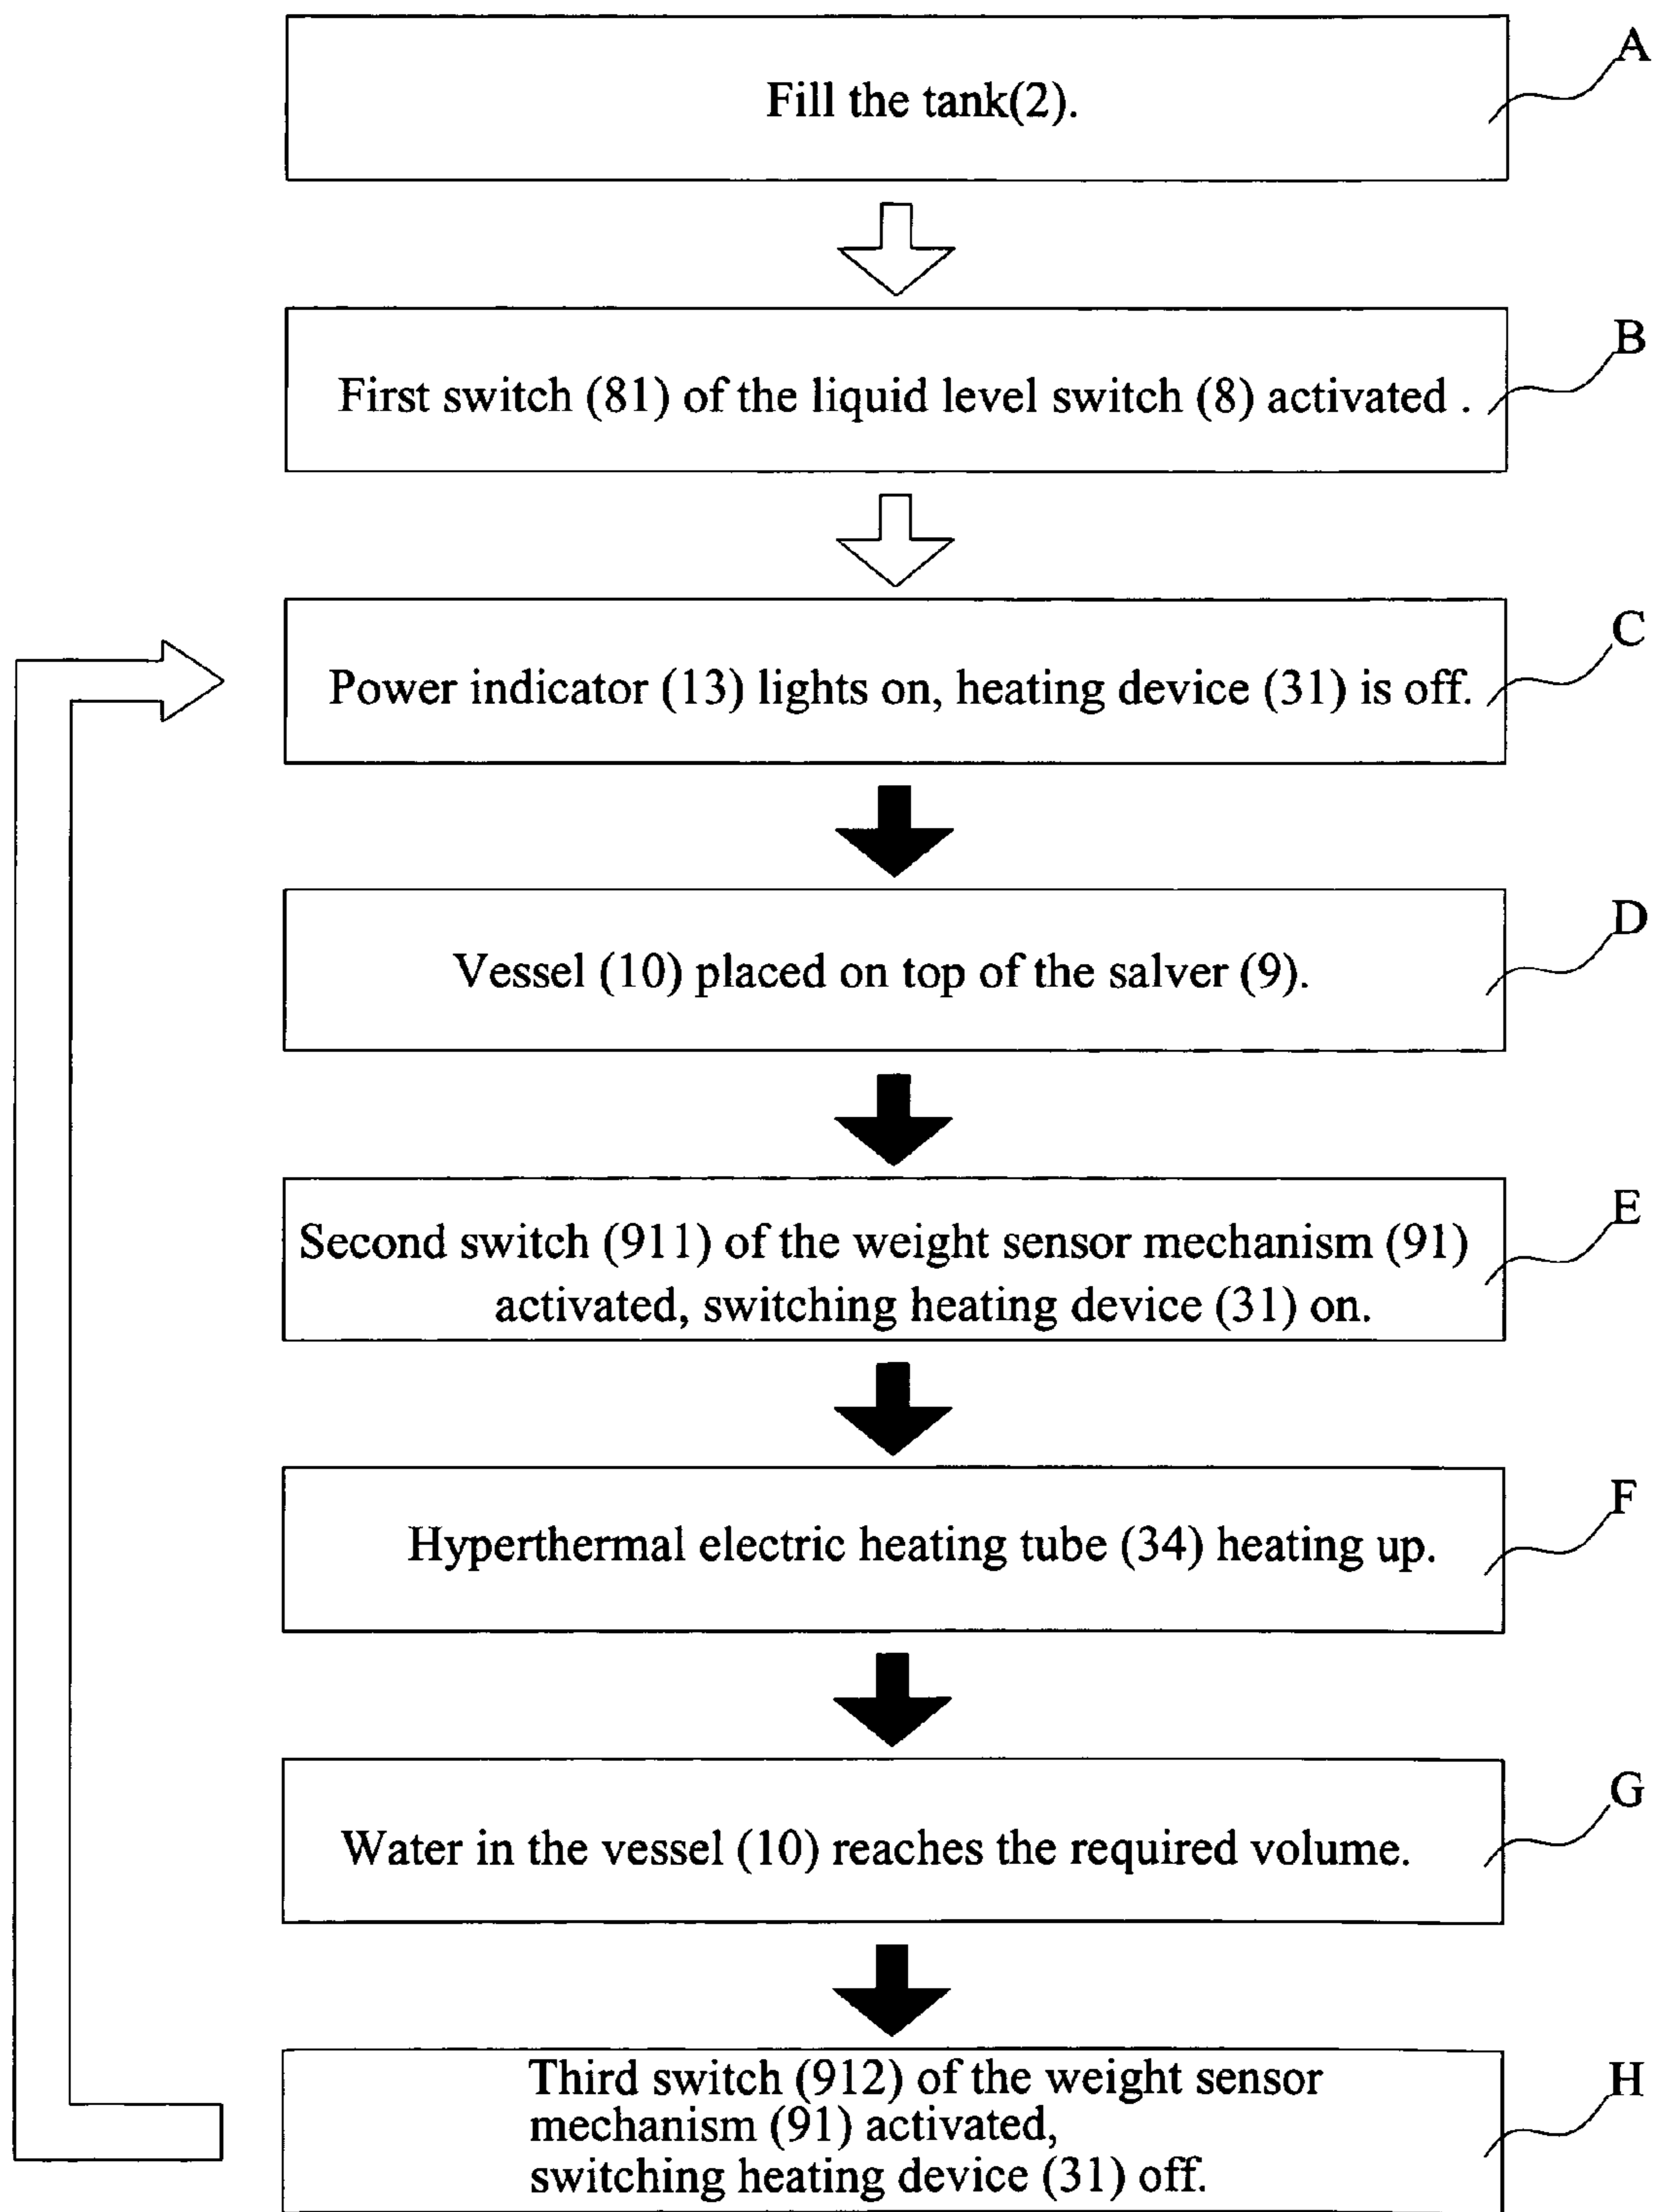 Fill the tank(2).
A
First switch (81) of the liquid level switch (8) activated .
B
Power indicator (13) lights on, heating device (31) is off.
C
Vessel (10) placed on top of the salver (9).
D
Second switch (911) of the weight sensor mechanism (91)
activated, switching heating device (31) on.
E
Hyperthermal electric heating tube (34) heating up.
F
Water in the vessel (10) reaches the required volume.
G
Third switch (912) of the weight sensor
mechanism (91) activated,
switching heating device (31) off.
H